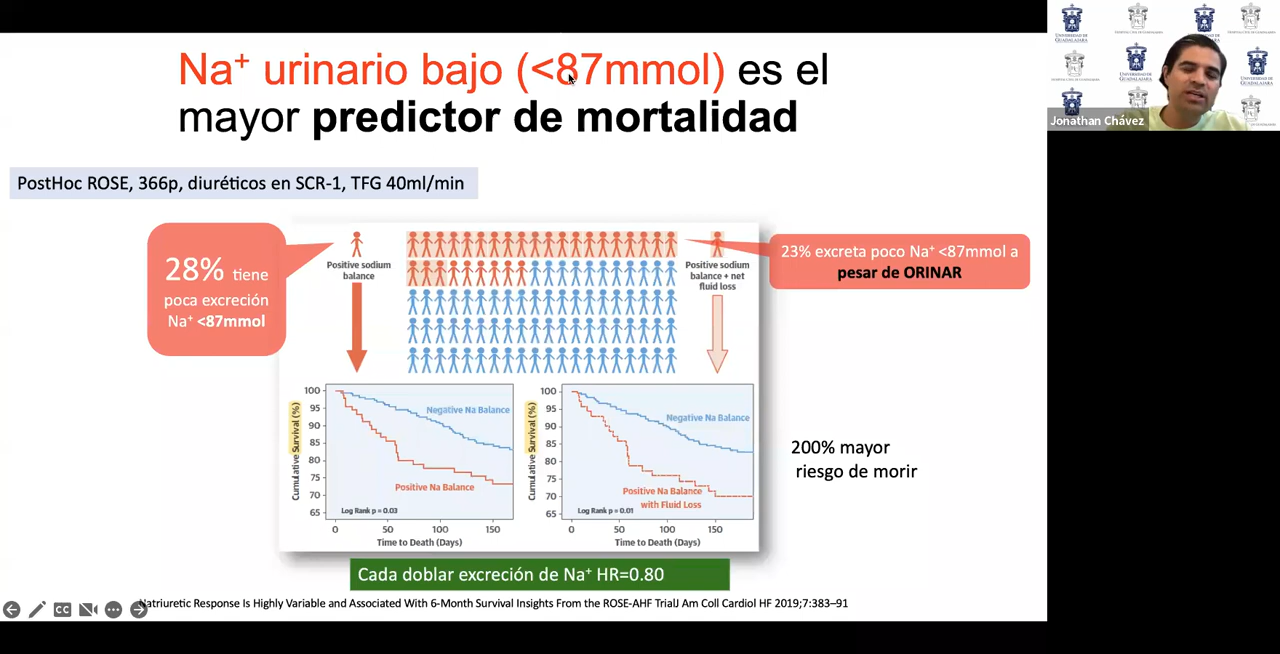 Na⁺ urinario bajo (<87mmol) es el
mayor predictor de mortalidad
Jonathan Chávez
PostHoc ROSE, 366p, diuréticos en SCR-1, TFG 40ml/min
28% tiene
poca excreción
Na⁺ <87mmol
Positive sodium
balance
Positive sodium
balance + net
fluid loss
23% excreta poco Na⁺ <87mmol a
pesar de ORINAR
Cumulative Survival (%)
100
95
90
85
80
75
70
65
Negative Na Balance
Positive Na Balance
Log Rank p = 0.03
0
50
100
150
Time to Death (Days)
Cumulative Survival (%)
100
95
90
85
80
75
70
65
Negative Na Balance
Positive Na Balance
with Fluid Loss
Log Rank p = 0.01
0
50
100
150
Time to Death (Days)
200% mayor
riesgo de morir
Cada doblar excreción de Na⁺ HR=0.80
CC
Natriuretic Response Is Highly Variable and Associated With 6-Month Survival Insights From the ROSE-AHF TrialJ Am Coll Cardiol HF 2019;7:383–91